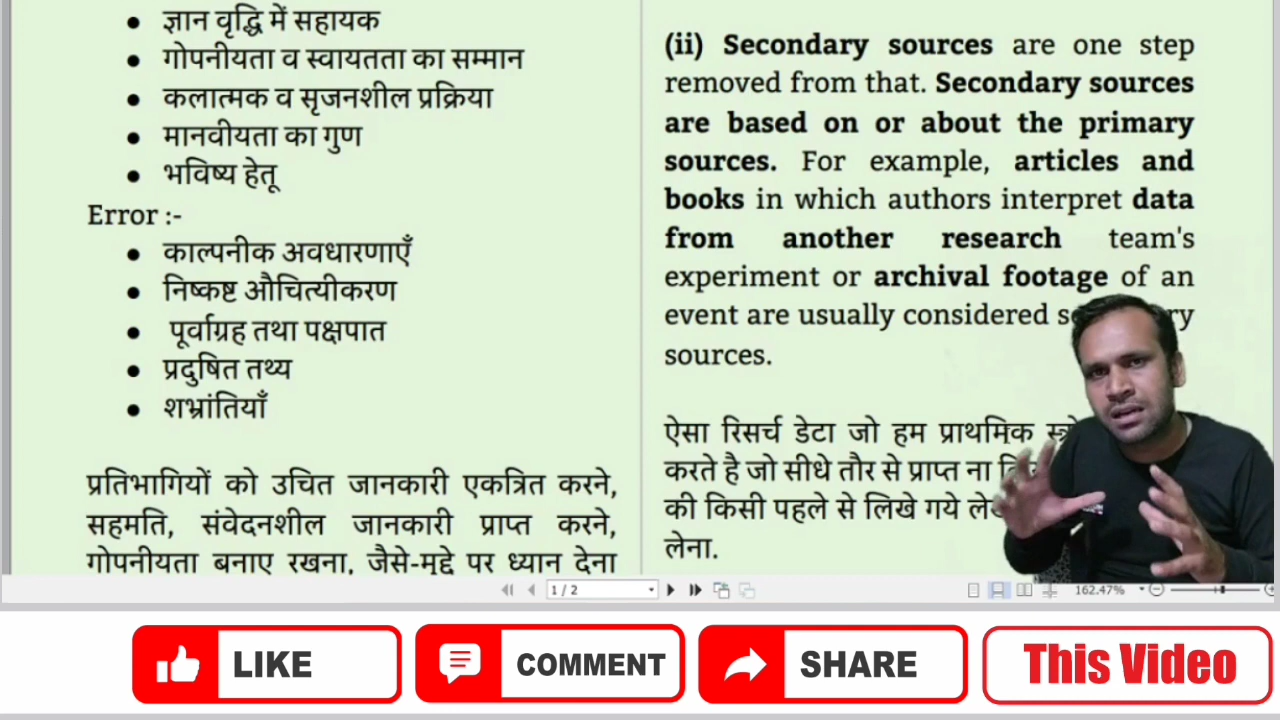 ज्ञान वृद्धि में सहायक
गोपनीयता व स्वायतता का सम्मान
कलात्मक व सृजनशील प्रक्रिया
मानवीयता का गुण
भविष्य हेतू
Error :-
काल्पनीक अवधारणाएँ
निष्कष्ट औचित्यीकरण
पूर्वाग्रह तथा पक्षपात
प्रदुषित तथ्य
शभ्रांतियाँ
प्रतिभागियों को उचित जानकारी एकत्रित करने,
सहमति, संवेदनशील जानकारी प्राप्त करने,
गोपनीयता बनाए रखना, जैसे-मुद्दे पर ध्यान देना
(ii) Secondary sources are one step
removed from that. Secondary sources
are based on or about the primary
sources. For example, articles and
books in which authors interpret data
from another research team's
experiment or archival footage of an
event are usually considered
sources.
ऐसा रिसर्च डेटा जो हम प्राथमिक
करते है जो सीधे तौर से प्राप्त ना
की किसी पहले से लिखे गये
लेना.
1 / 2
162.47%
LIKE
COMMENT
SHARE
This Video